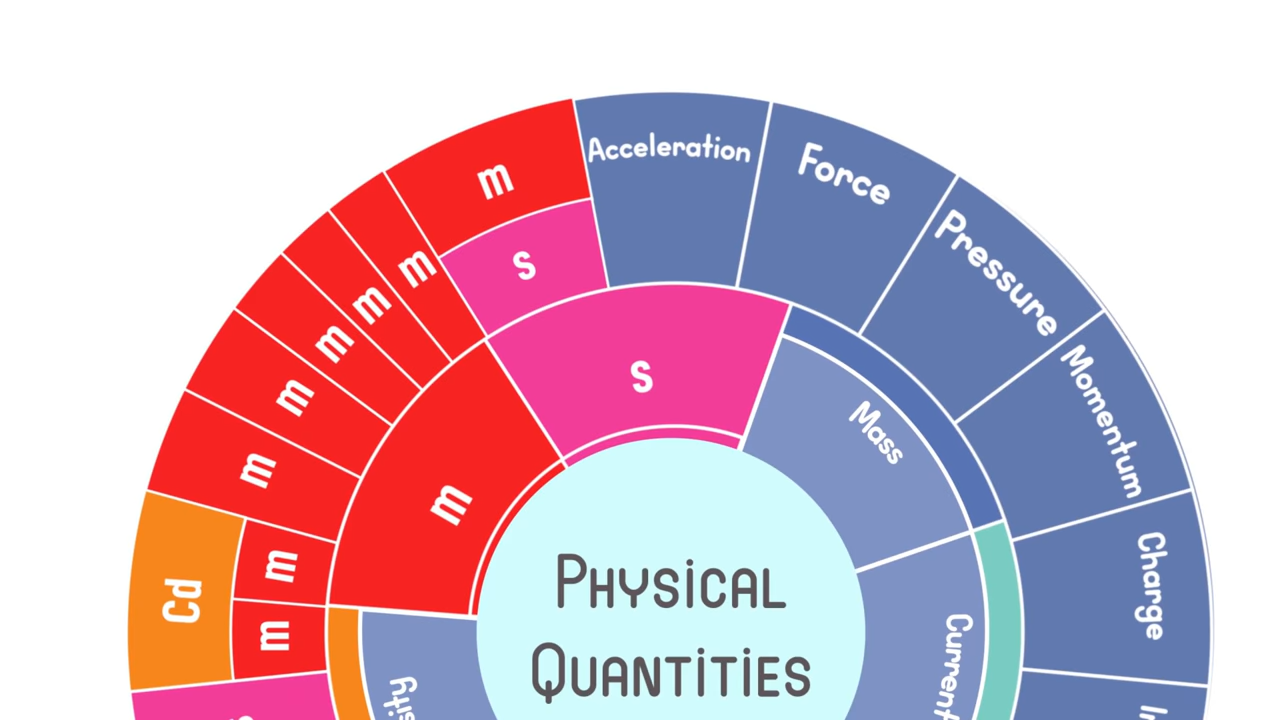 m
s
Acceleration
Force
Pressure
Momentum
Charge
m
m
m
m
m
Cd
m
m
m
s
Mass
Current
Physical
Quantities